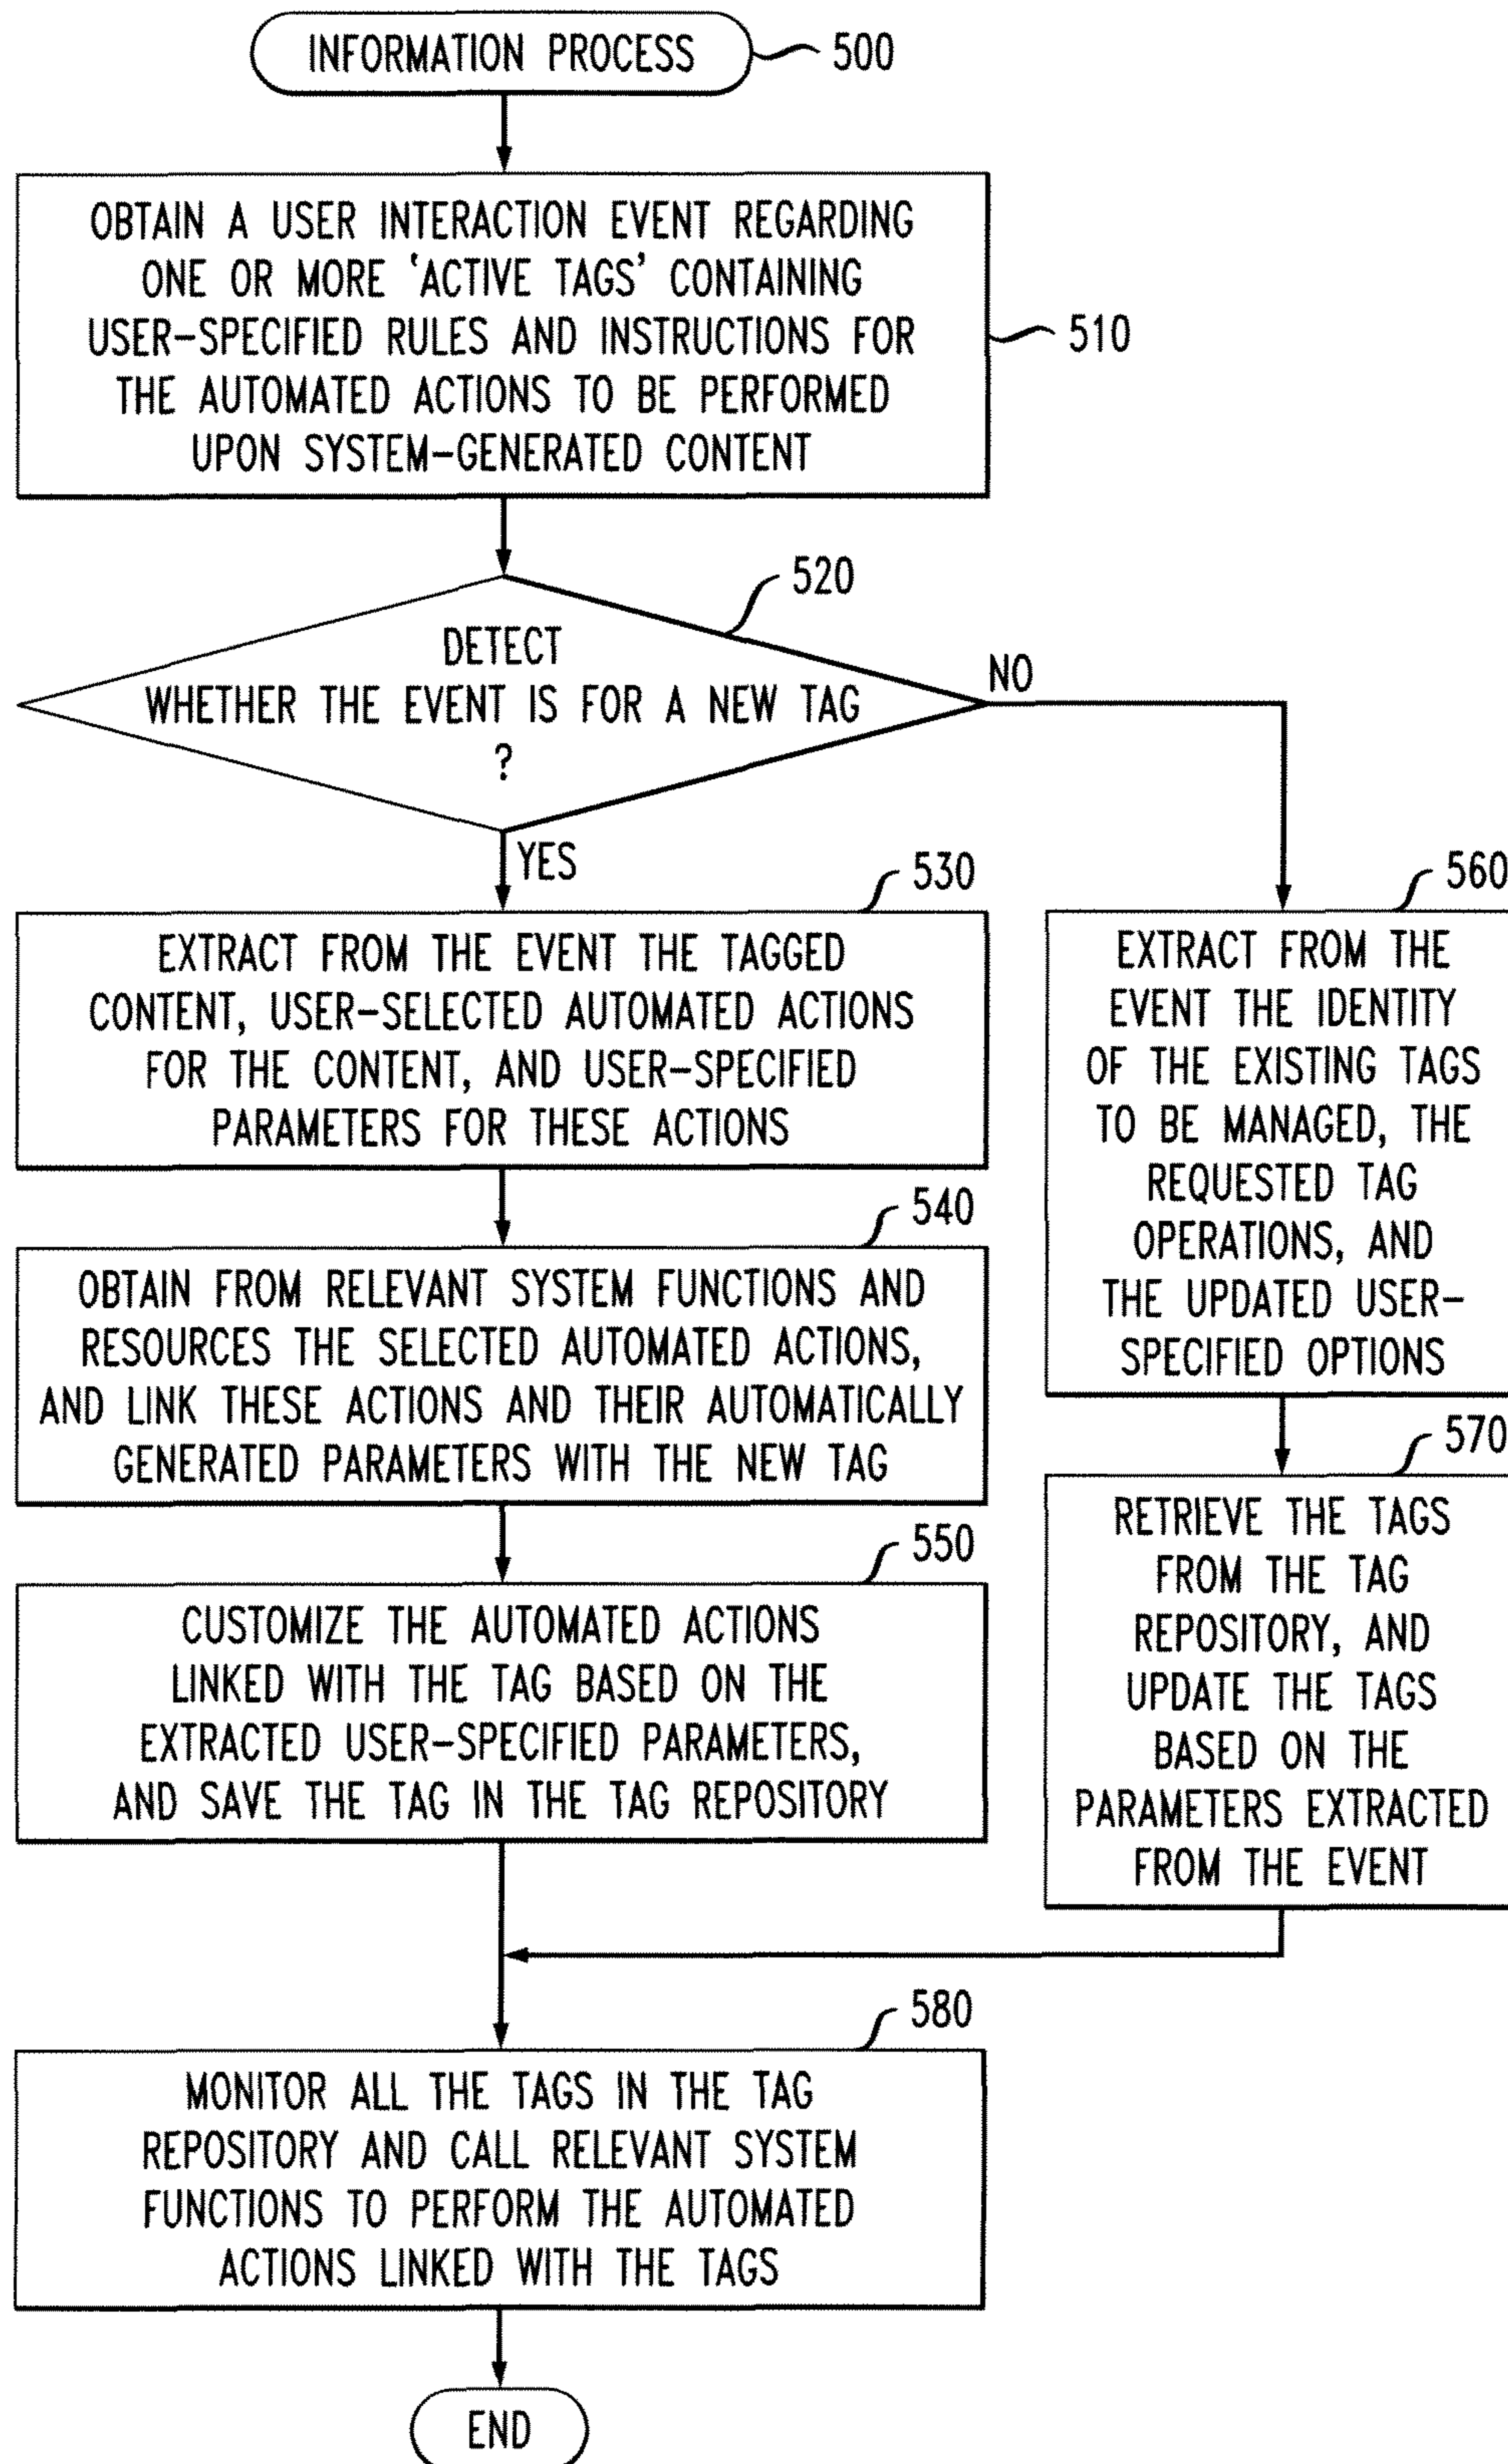 INFORMATION PROCESS
500
OBTAIN A USER INTERACTION EVENT REGARDING
ONE OR MORE 'ACTIVE TAGS' CONTAINING
USER-SPECIFIED RULES AND INSTRUCTIONS FOR
THE AUTOMATED ACTIONS TO BE PERFORMED
UPON SYSTEM-GENERATED CONTENT
510
520
DETECT
WHETHER THE EVENT IS FOR A NEW TAG
?
NO
YES
530
EXTRACT FROM THE EVENT THE TAGGED
CONTENT, USER-SELECTED AUTOMATED ACTIONS
FOR THE CONTENT, AND USER-SPECIFIED
PARAMETERS FOR THESE ACTIONS
540
OBTAIN FROM RELEVANT SYSTEM FUNCTIONS AND
RESOURCES THE SELECTED AUTOMATED ACTIONS,
AND LINK THESE ACTIONS AND THEIR AUTOMATICALLY
GENERATED PARAMETERS WITH THE NEW TAG
550
CUSTOMIZE THE AUTOMATED ACTIONS
LINKED WITH THE TAG BASED ON THE
EXTRACTED USER-SPECIFIED PARAMETERS,
AND SAVE THE TAG IN THE TAG REPOSITORY
560
EXTRACT FROM THE
EVENT THE IDENTITY
OF THE EXISTING TAGS
TO BE MANAGED, THE
REQUESTED TAG
OPERATIONS, AND
THE UPDATED USER-
SPECIFIED OPTIONS
570
RETRIEVE THE TAGS
FROM THE TAG
REPOSITORY, AND
UPDATE THE TAGS
BASED ON THE
PARAMETERS EXTRACTED
FROM THE EVENT
580
MONITOR ALL THE TAGS IN THE TAG
REPOSITORY AND CALL RELEVANT SYSTEM
FUNCTIONS TO PERFORM THE AUTOMATED
ACTIONS LINKED WITH THE TAGS
END